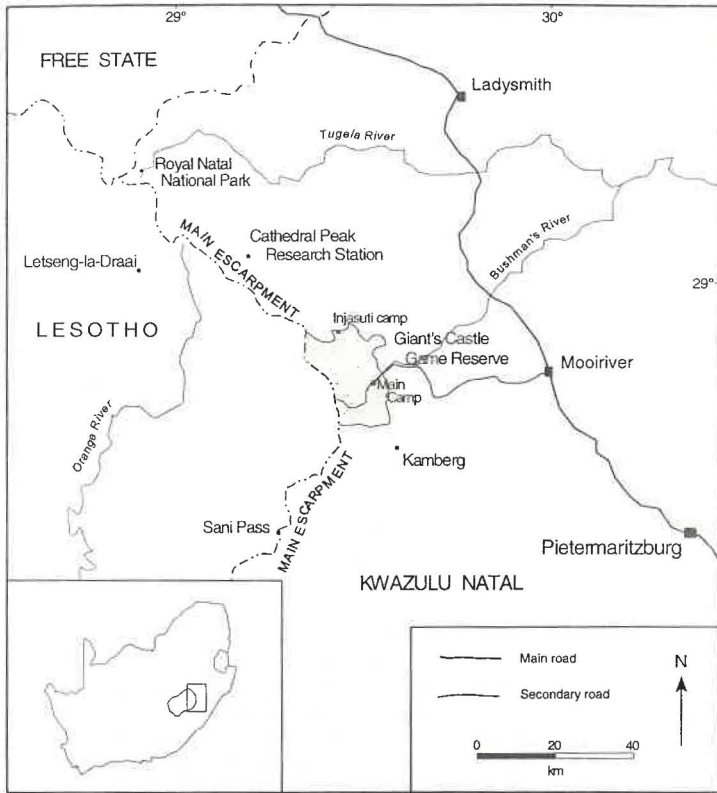 29°
30°
FREE STATE
Ladysmith
Tugela River
Royal Natal
National Park
MAIN ESCARPMENT
Cathedral Peak
Research Station
Bushman's River
Letseng-la-Draai
29°
LESOTHO
Injasuti camp
Giant's Castle
Game Reserve
Mooiriver
Main
Camp
Orange River
Kamberg
Sani Pass
MAIN ESCARPMENT
Pietermaritzburg
KWAZULU NATAL
Main road
N
Secondary road
0 20 40
km